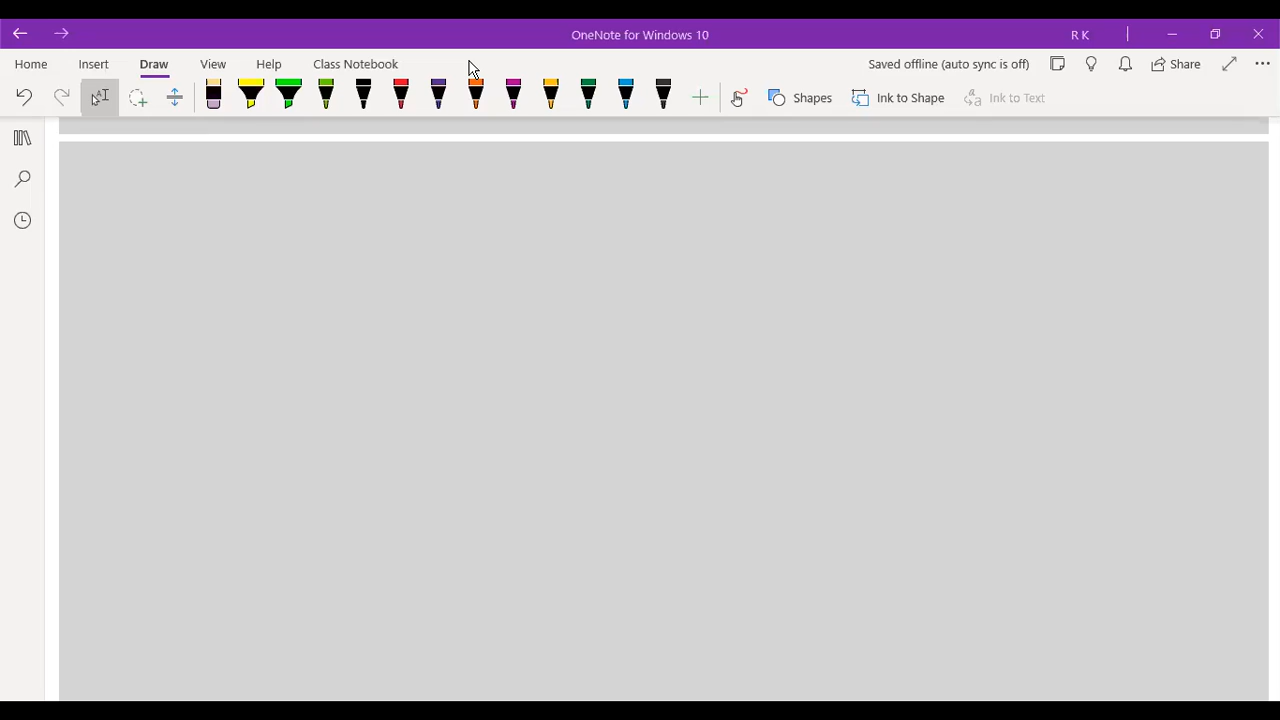 OneNote for Windows 10
R K
Home Insert Draw View Help Class Notebook Saved offline (auto sync is off) Share
Shapes Ink to Shape Ink to Text